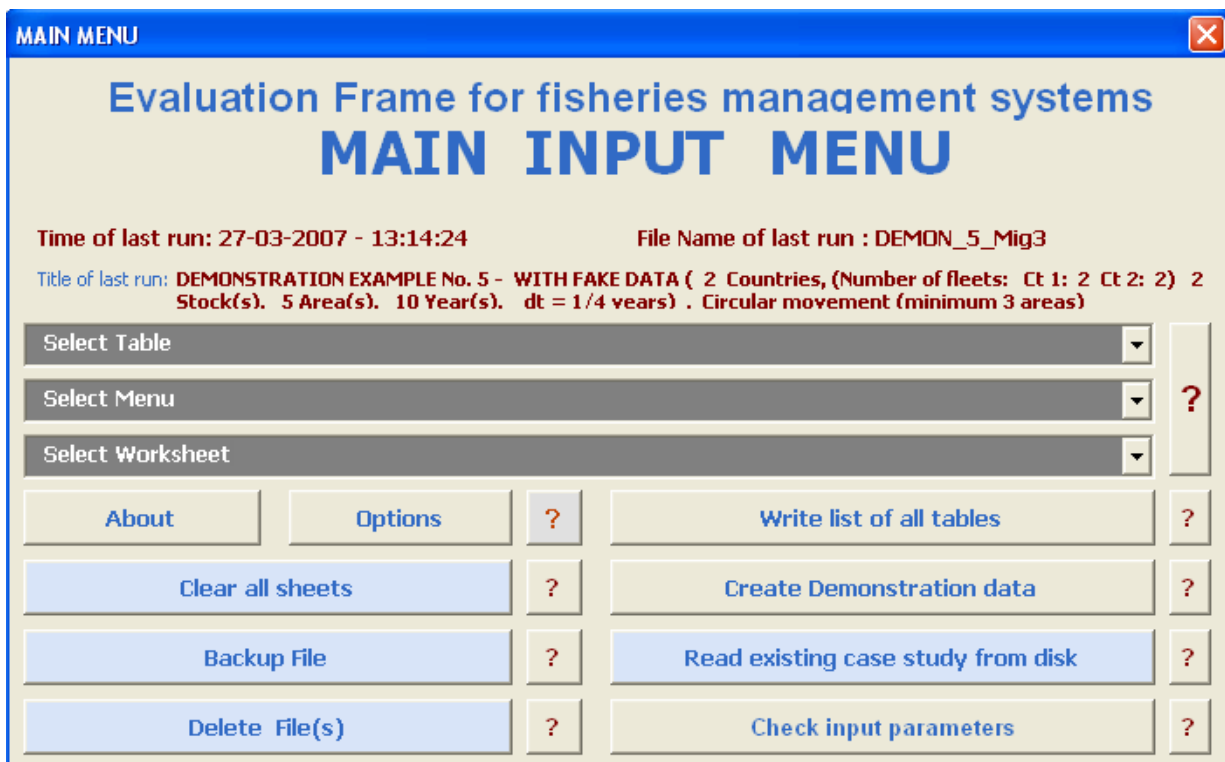 MAIN MENU
Evaluation Frame for fisheries management systems
MAIN INPUT MENU
Time of last run: 27-03-2007 - 13:14:24 File Name of last run : DEMON_5_Mig3
Title of last run: DEMONSTRATION EXAMPLE No. 5 - WITH FAKE DATA ( 2 Countries, (Number of fleets: Ct 1: 2 Ct 2: 2) 2
Stock(s). 5 Area(s). 10 Year(s). dt = 1/4 years) . Circular movement (minimum 3 areas)
Select Table
Select Menu ?
Select Worksheet
About Options ? Write list of all tables ?
Clear all sheets ? Create Demonstration data ?
Backup File ? Read existing case study from disk ?
Delete File(s) ? Check input parameters ?